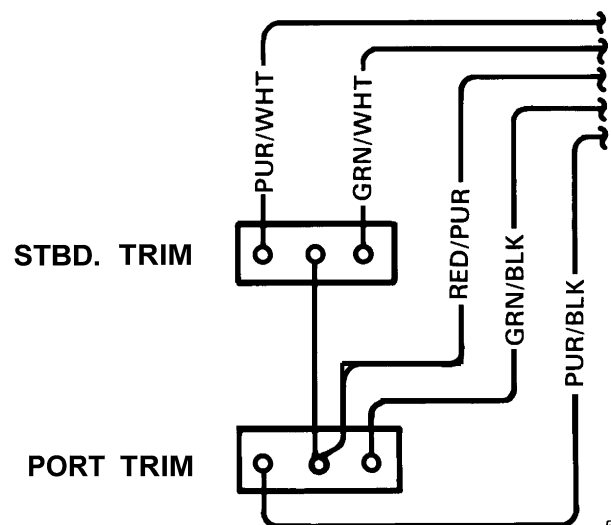 PUR/WHT
GRN/WHT
RED/PUR
GRN/BLK
PUR/BLK
STBD. TRIM
PORT TRIM